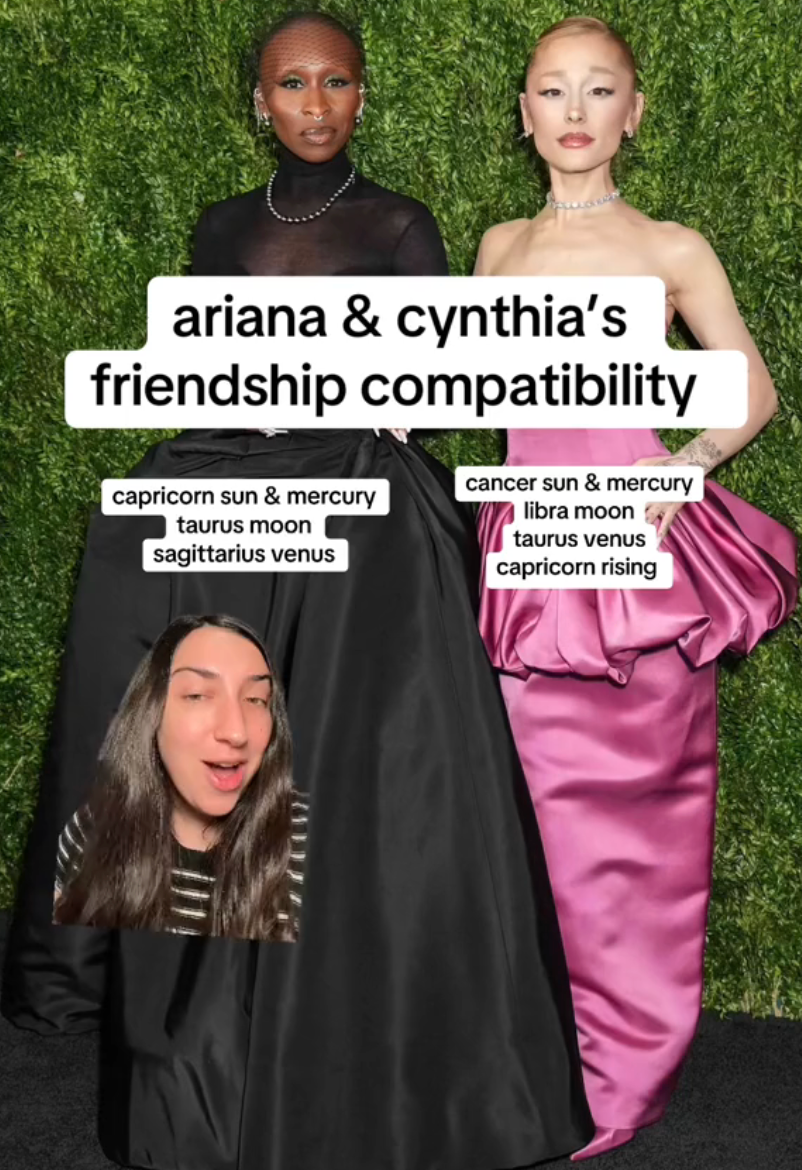 ariana & cynthia’s
friendship compatibility
capricorn sun & mercury
taurus moon
sagittarius venus
cancer sun & mercury
libra moon
taurus venus
capricorn rising